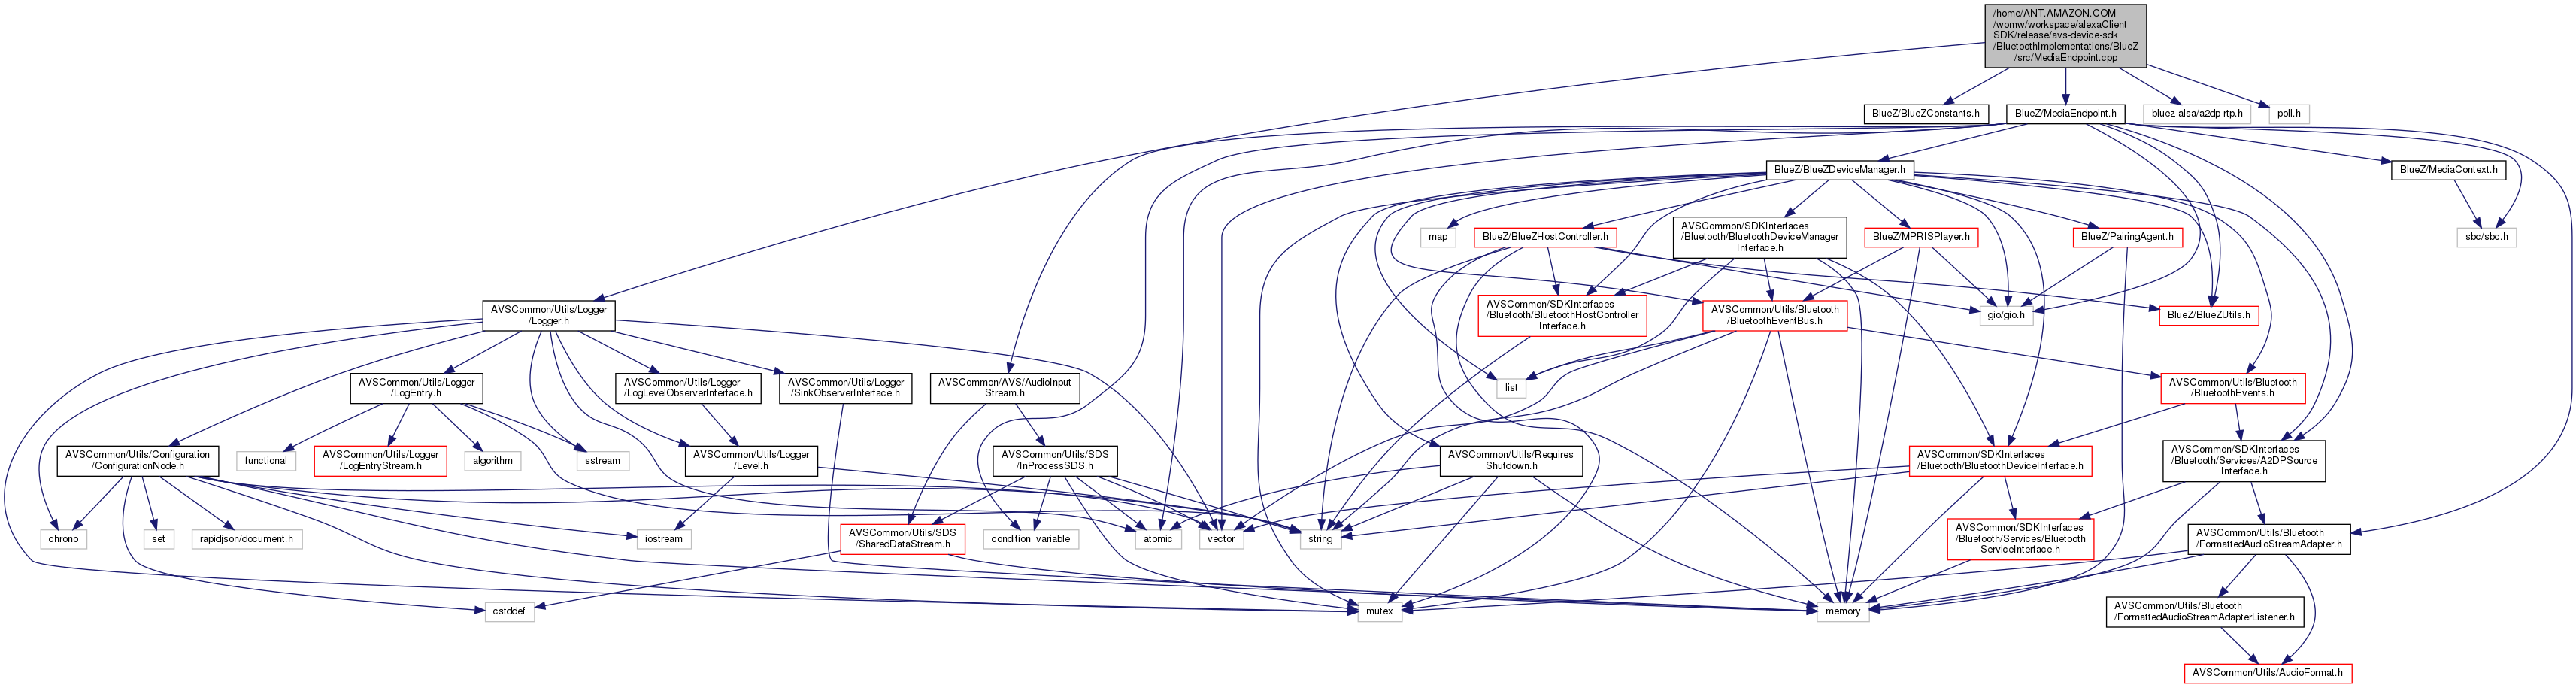 /home/ANT.AMAZON.COM
/womw/workspace/alexaClient
SDK/release/avs-device-sdk
/BluetoothImplementations/BlueZ
/src/MediaEndpoint.cpp
BlueZ/BlueZConstants.h
BlueZ/MediaEndpoint.h
bluez-alsa/a2dp-rtp.h
poll.h
BlueZ/BlueZDeviceManager.h
BlueZ/MediaContext.h
map
BlueZ/BlueZHostController.h
AVSCommon/SDKInterfaces
/Bluetooth/BluetoothDeviceManager
Interface.h
BlueZ/MPRISPlayer.h
BlueZ/PairingAgent.h
sbc/sbc.h
AVSCommon/Utils/Logger
/Logger.h
AVSCommon/SDKInterfaces
/Bluetooth/BluetoothHostController
Interface.h
AVSCommon/Utils/Bluetooth
/BluetoothEventBus.h
gio/gio.h
BlueZ/BlueZUtils.h
AVSCommon/Utils/Logger
/LogEntry.h
AVSCommon/Utils/Logger
/LogLevelObserverInterface.h
AVSCommon/Utils/Logger
/SinkObserverInterface.h
AVSCommon/AVS/AudioInput
Stream.h
list
AVSCommon/Utils/Bluetooth
/BluetoothEvents.h
AVSCommon/Utils/Configuration
/ConfigurationNode.h
functional
AVSCommon/Utils/Logger
/LogEntryStream.h
algorithm
sstream
AVSCommon/Utils/Logger
/Level.h
AVSCommon/Utils/SDS
/InProcessSDS.h
AVSCommon/Utils/Requires
Shutdown.h
AVSCommon/SDKInterfaces
/Bluetooth/BluetoothDeviceInterface.h
AVSCommon/SDKInterfaces
/Bluetooth/Services/A2DPSource
Interface.h
chrono
set
rapidjson/document.h
iostream
AVSCommon/Utils/SDS
/SharedDataStream.h
condition_variable
atomic
vector
string
AVSCommon/SDKInterfaces
/Bluetooth/Services/Bluetooth
ServiceInterface.h
AVSCommon/Utils/Bluetooth
/FormattedAudioStreamAdapter.h
cstddef
mutex
memory
AVSCommon/Utils/Bluetooth
/FormattedAudioStreamAdapterListener.h
AVSCommon/Utils/AudioFormat.h